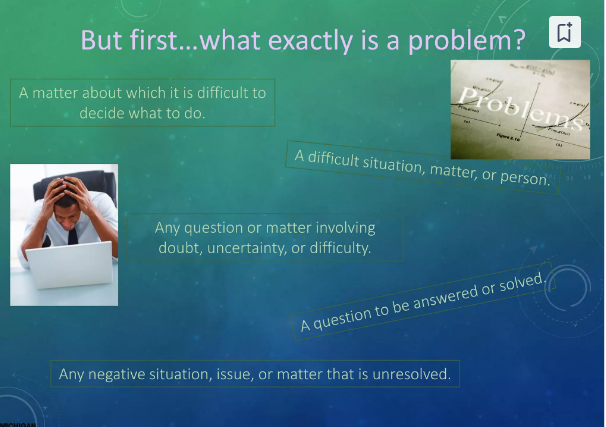 But first...what exactly is a problem?
A matter about which it is difficult to
decide what to do.
Problems
A difficult situation, matter, or person.
Any question or matter involving
doubt, uncertainty, or difficulty.
A question to be answered or solved.
Any negative situation, issue, or matter that is unresolved.